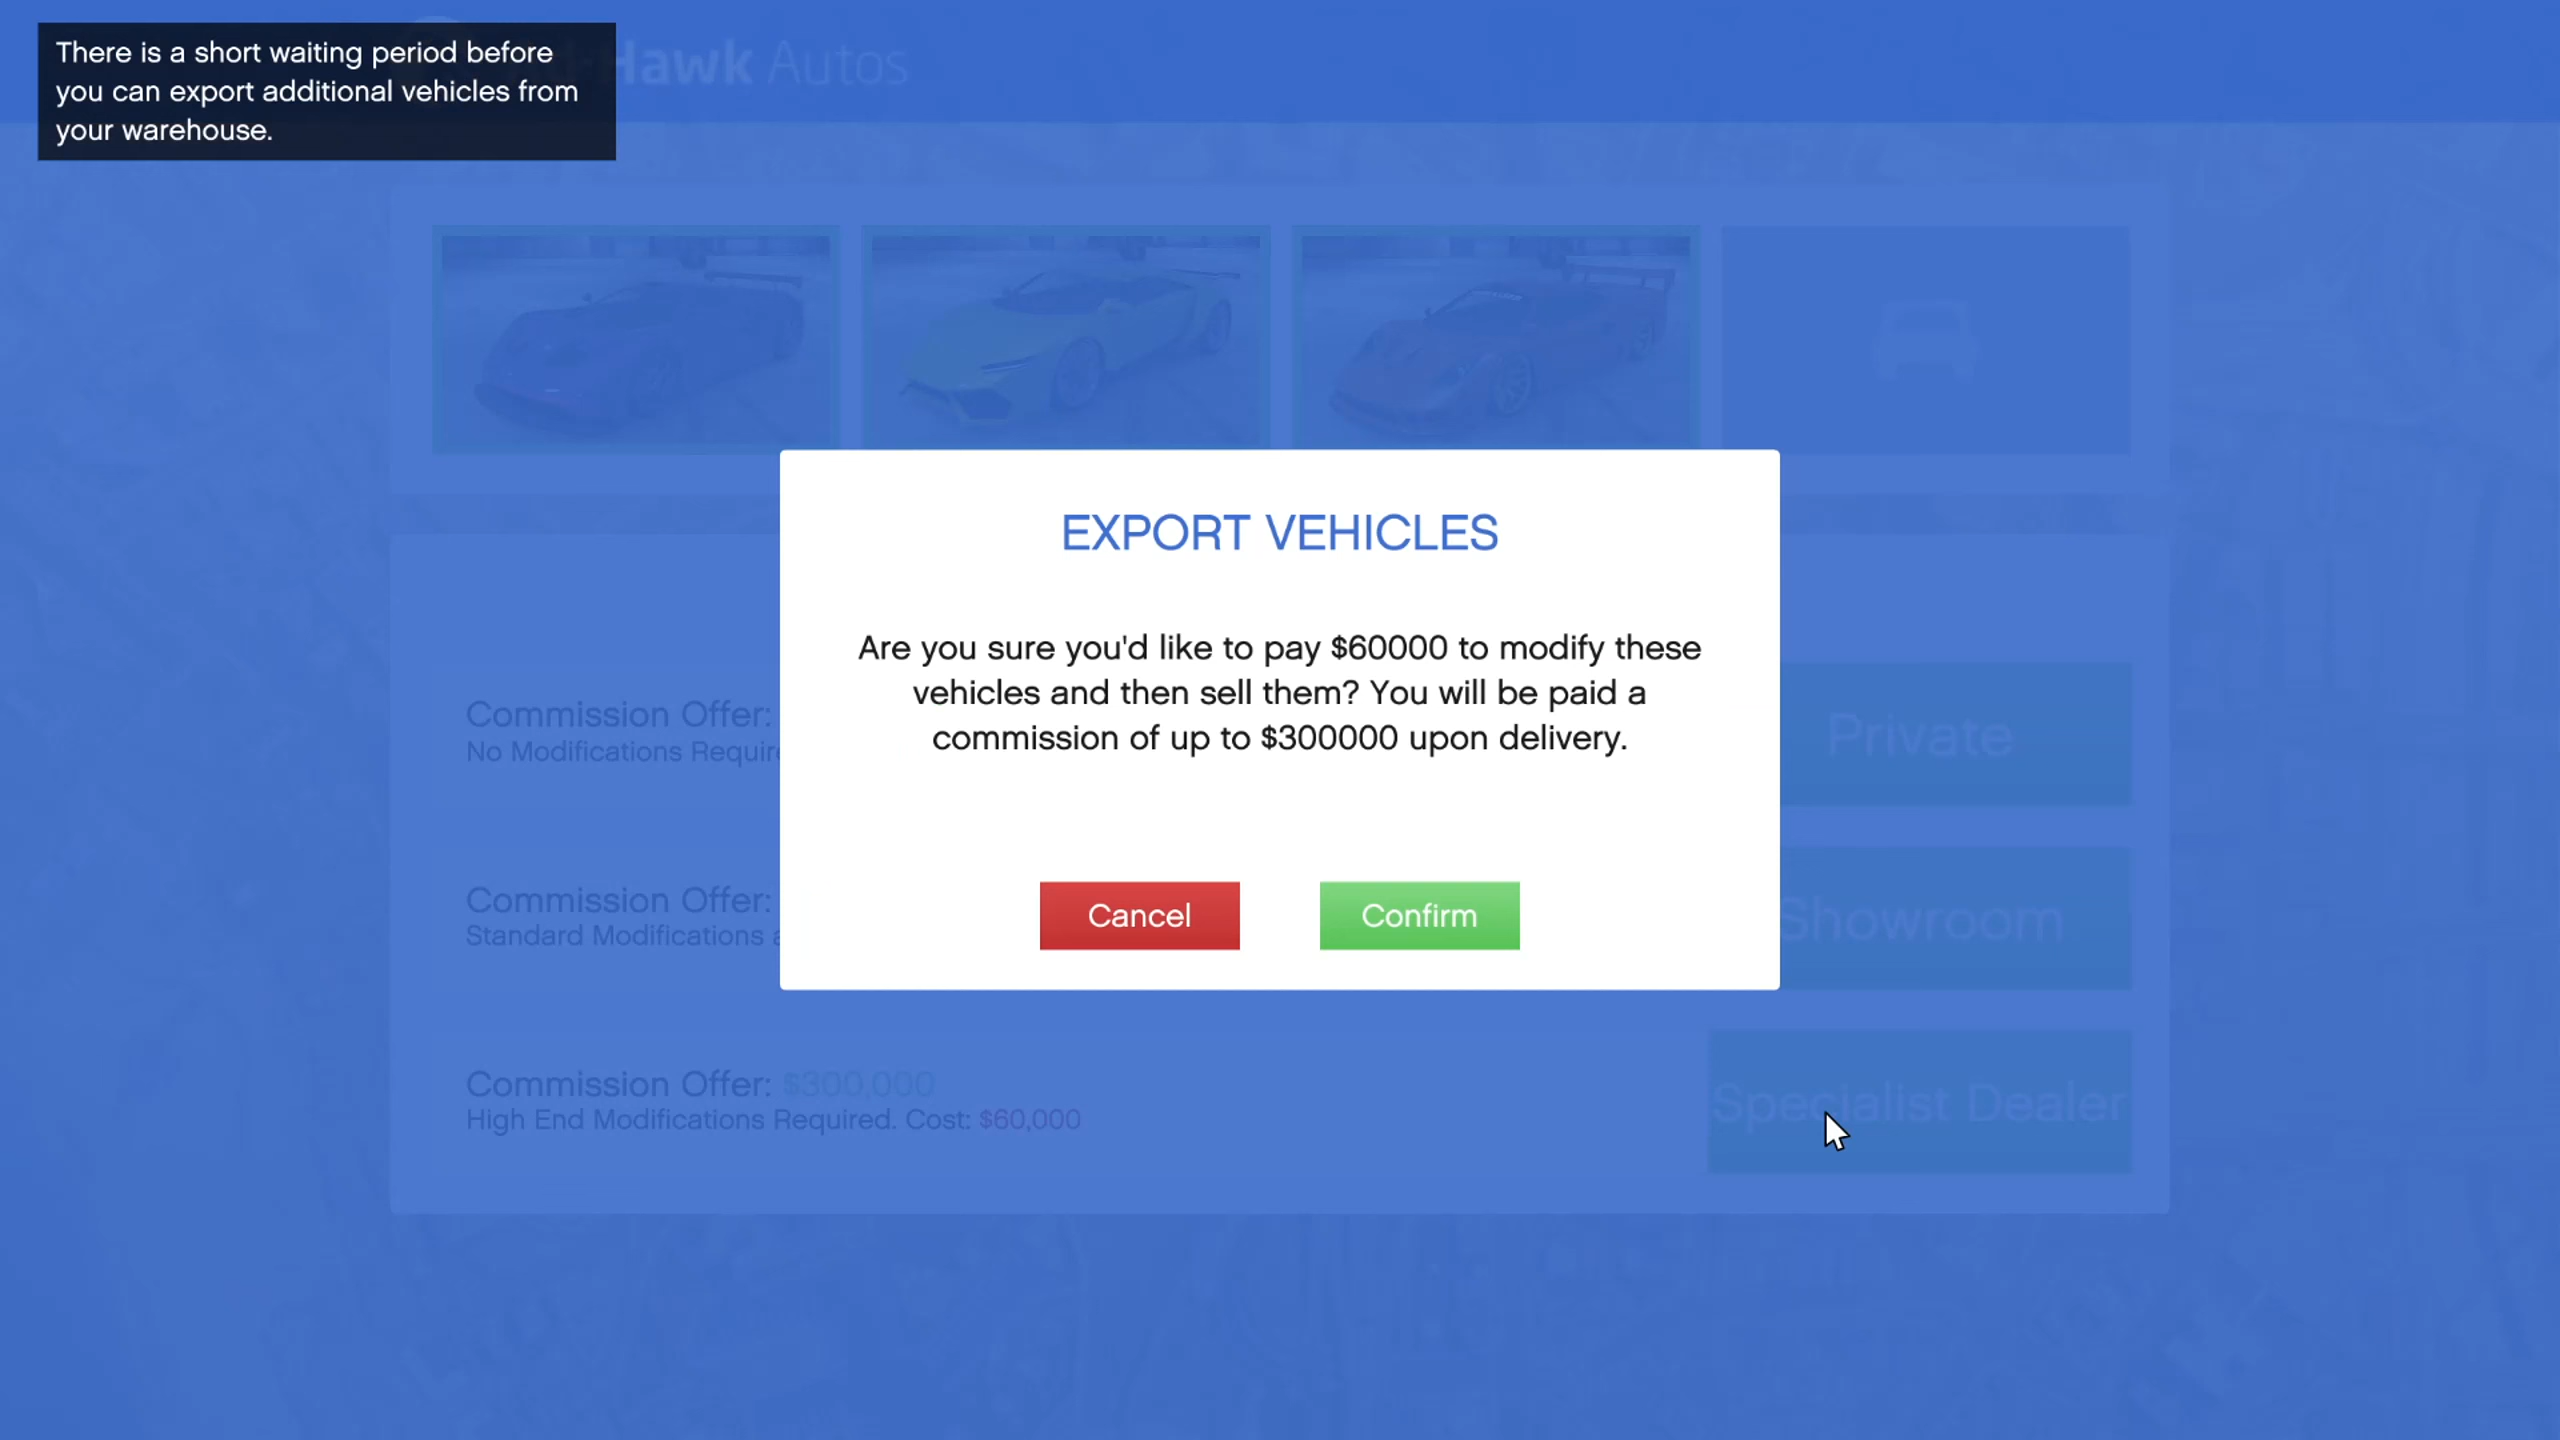 There is a short waiting period before
you can export additional vehicles from
your warehouse.
Hawk Autos
EXPORT VEHICLES
Are you sure you'd like to pay $60000 to modify these
vehicles and then sell them? You will be paid a
commission of up to $300000 upon delivery.
Cancel
Confirm
Commission Offer:
No Modifications
Private
Commission Offer:
Standard Modifications
Showroom
Commission Offer: $300,000
High End Modifications Required. Cost: $60,000
Specialist Dealer